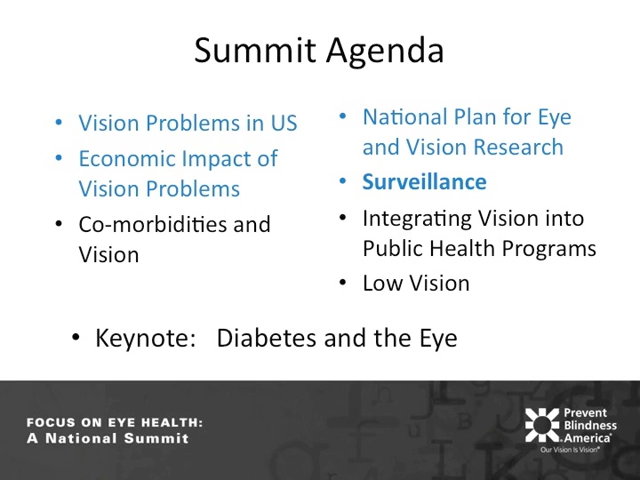 Summit Agenda
• Vision Problems in US
• Economic Impact of
Vision Problems
• Co-morbidities and
Vision
• National Plan for Eye
and Vision Research
• Surveillance
• Integrating Vision into
Public Health Programs
• Low Vision
• Keynote: Diabetes and the Eye
FOCUS ON EYE HEALTH:
A National Summit
Prevent
Blindness
America®
Our Vision Is Vision®